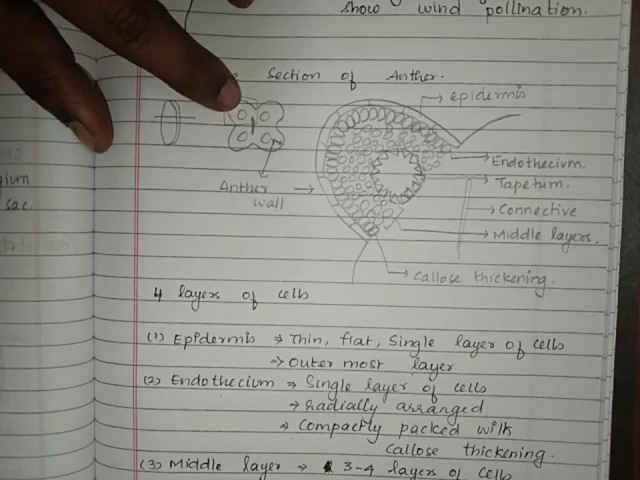 show wind pollination.
Section of Anther.
epidermis
Endothecium.
Tapetum.
Connective
Middle layers.
Callose thickening.
Anther
wall
gium
sac.
4 layers of cells
(1) Epidermis → Thin, flat, Single layer of cells
→ Outer most layer
(2) Endothecium → Single layer of cells
→ radially arranged
→ compactly packed with
callose thickening.
(3) Middle layer → 3-4 layers of cells